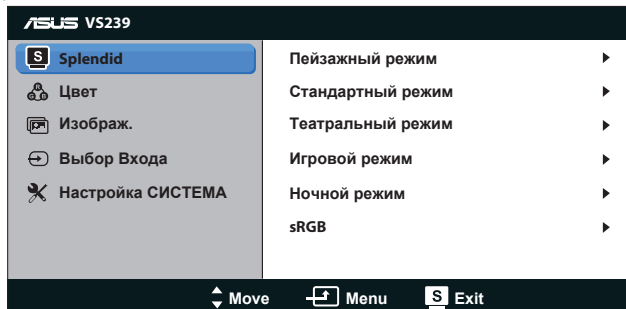 ASUS VS239
S Splendid
Цвет
Изображ.
Выбор Входа
Настройка СИСТЕМА
Пейзажный режим
Стандартный режим
Театральный режим
Игровой режим
Ночной режим
sRGB
Move Menu S Exit